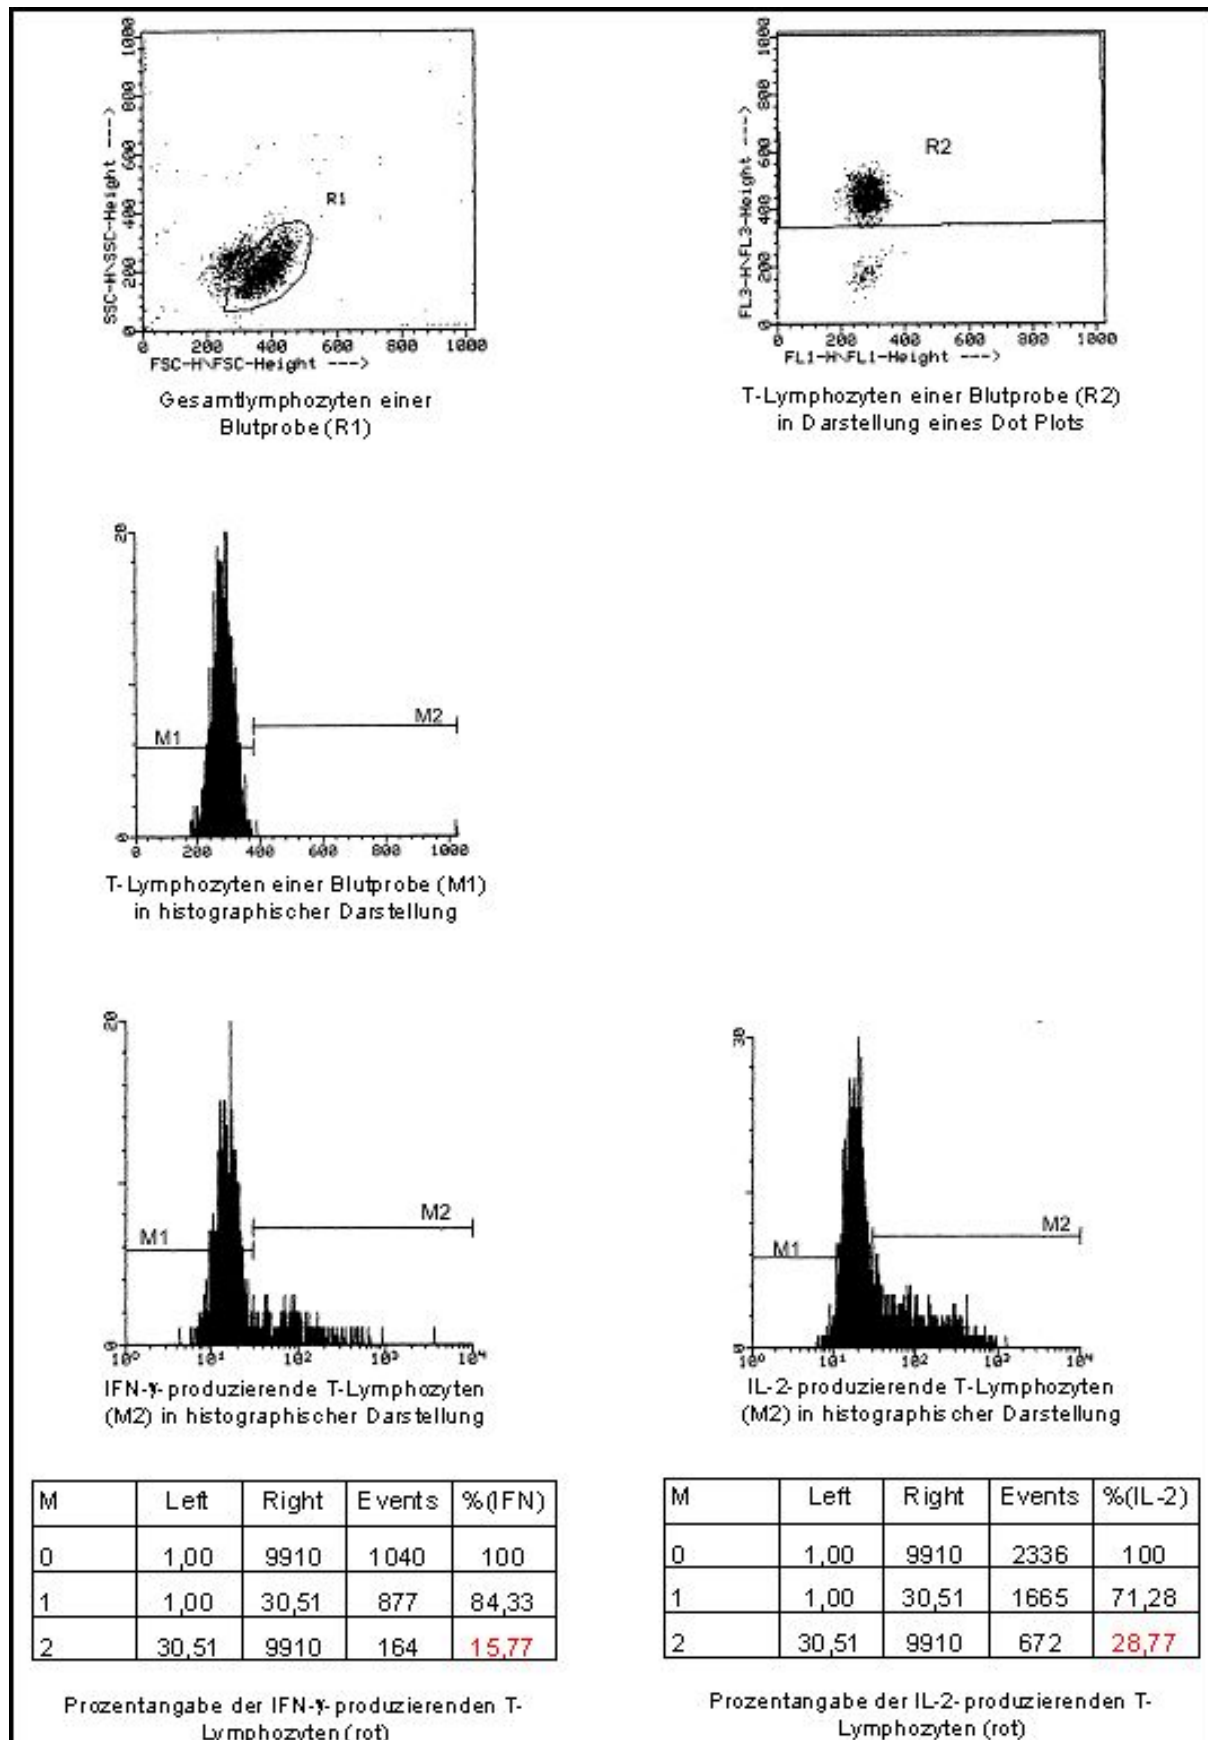 1000
800
600
400
200
0
SSC-H\SSC-Height --->
R1
0 200 400 600 800 1000
FSC-H\FSC-Height --->
Gesamtlymphozyten einer
Blutprobe (R1)
1000
800
600
400
200
0
FL3-H\FL3-Height --->
R2
0 200 400 600 800 1000
FL1-H\FL1-Height --->
T-Lymphozyten einer Blutprobe (R2)
in Darstellung eines Dot Plots
20
M2
M1
0
0 200 400 600 800 1000
T-Lymphozyten einer Blutprobe (M1)
in histographischer Darstellung
20
M2
M1
0
10⁰ 10¹ 10² 10³ 10⁴
IFN-γ-produzierende T-Lymphozyten
(M2) in histographischer Darstellung
30
M2
M1
0
10⁰ 10¹ 10² 10³ 10⁴
IL-2-produzierende T-Lymphozyten
(M2) in histographischer Darstellung
M Left Right Events %(IFN)
0 1,00 9910 1040 100
1 1,00 30,51 877 84,33
2 30,51 9910 164 15,77
Prozentangabe der IFN-γ-produzierenden T-
Lymphozyten (rot)
M Left Right Events %(IL-2)
0 1,00 9910 2336 100
1 1,00 30,51 1665 71,28
2 30,51 9910 672 28,77
Prozentangabe der IL-2-produzierenden T-
Lymphozyten (rot)